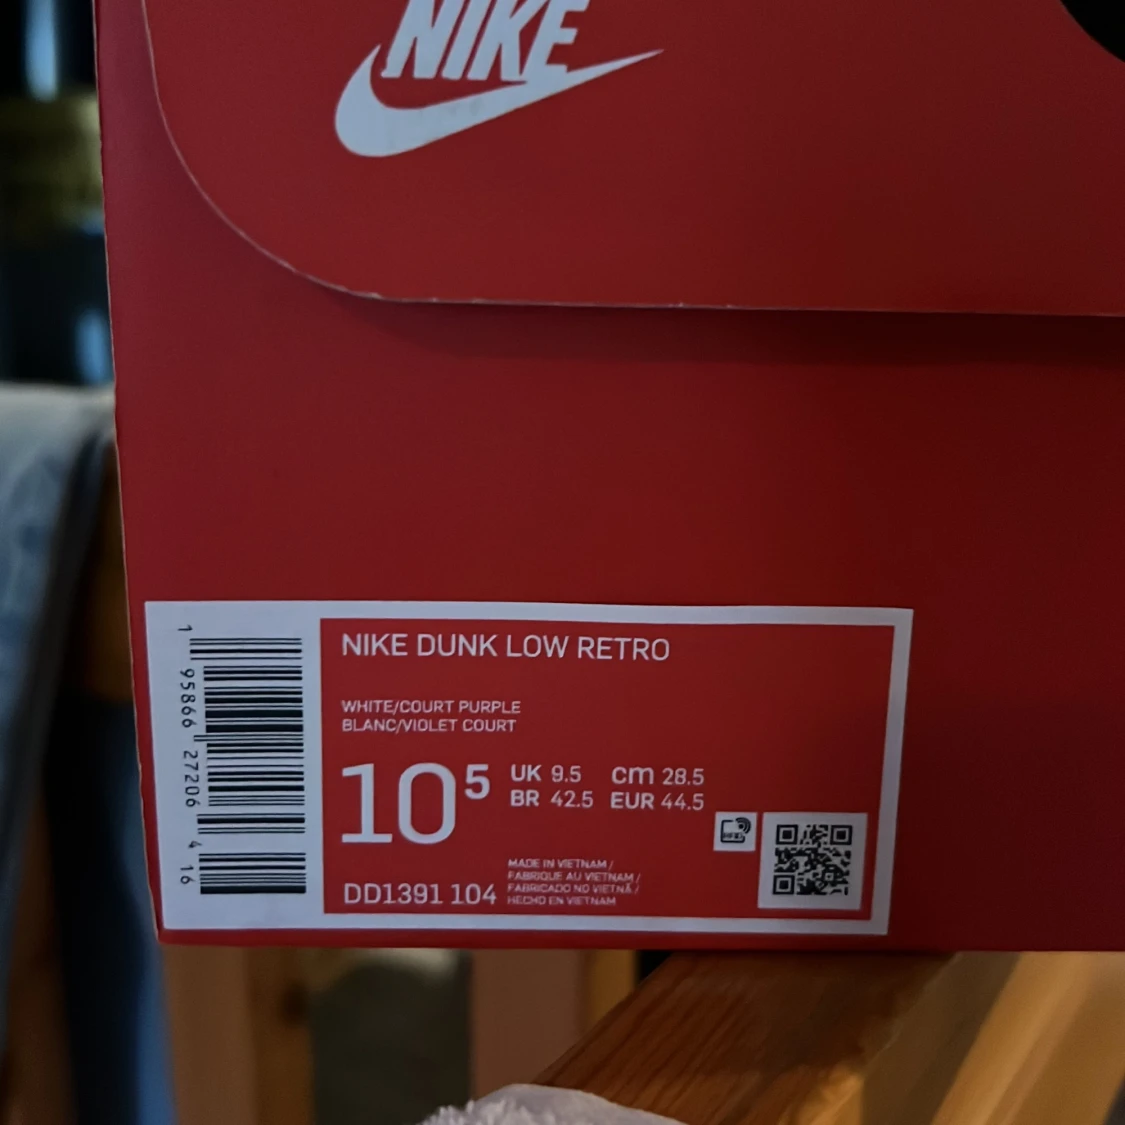 NIKE
NIKE DUNK LOW RETRO
WHITE/COURT PURPLE
BLANC/VIOLET COURT
10⁵
UK 9.5 cm 28.5
BR 42.5 EUR 44.5
MADE IN VIETNAM /
FABRIQUE AU VIETNAM /
FABRICADO NO VIETNÃ /
HECHO EN VIETNAM
DD1391 104
1 95866 27206 4 16